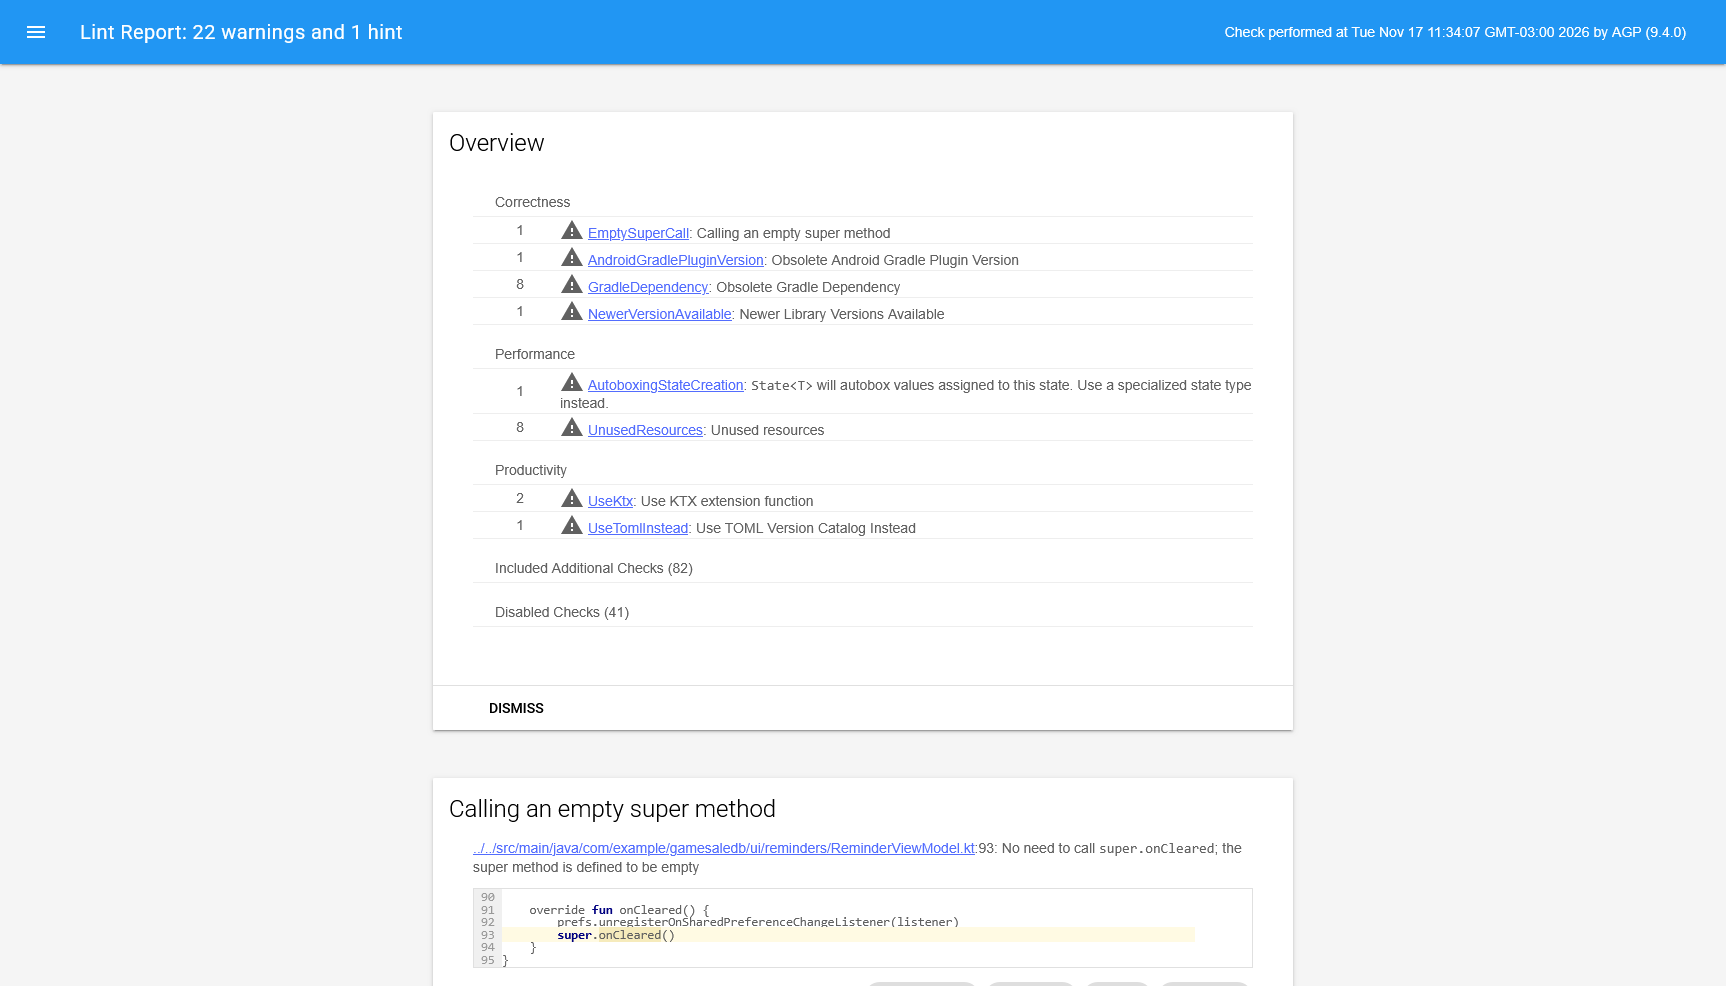 Lint Report: 22 warnings and 1 hint
Check performed at Tue Nov 17 11:34:07 GMT-03:00 2026 by AGP (9.4.0)
Overview
Correctness
1 EmptySuperCall: Calling an empty super method
1 AndroidGradlePluginVersion: Obsolete Android Gradle Plugin Version
8 GradleDependency: Obsolete Gradle Dependency
1 NewerVersionAvailable: Newer Library Versions Available
Performance
1 AutoboxingStateCreation: State<T> will autobox values assigned to this state. Use a specialized state type
instead.
8 UnusedResources: Unused resources
Productivity
2 UseKtx: Use KTX extension function
1 UseTomlInstead: Use TOML Version Catalog Instead
Included Additional Checks (82)
Disabled Checks (41)
DISMISS
Calling an empty super method
../../src/main/java/com/example/gamesaledb/ui/reminders/ReminderViewModel.kt:93: No need to call super.onCleared; the
super method is defined to be empty
90
91 override fun onCleared() {
92 prefs.unregisterOnSharedPreferenceChangeListener(listener)
93 super.onCleared()
94 }
95 }